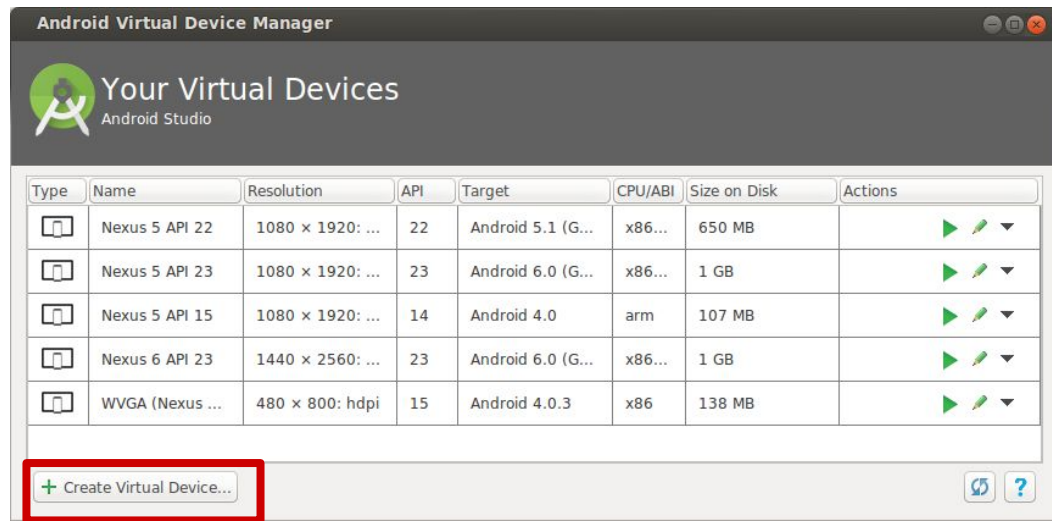 Android Virtual Device Manager
Your Virtual Devices
Android Studio
Type Name Resolution API Target CPU/ABI Size on Disk Actions
Nexus 5 API 22 1080 × 1920: ... 22 Android 5.1 (G... x86... 650 MB
Nexus 5 API 23 1080 × 1920: ... 23 Android 6.0 (G... x86... 1 GB
Nexus 5 API 15 1080 × 1920: ... 14 Android 4.0 arm 107 MB
Nexus 6 API 23 1440 × 2560: ... 23 Android 6.0 (G... x86... 1 GB
WVGA (Nexus ... 480 × 800: hdpi 15 Android 4.0.3 x86 138 MB
+ Create Virtual Device... ?